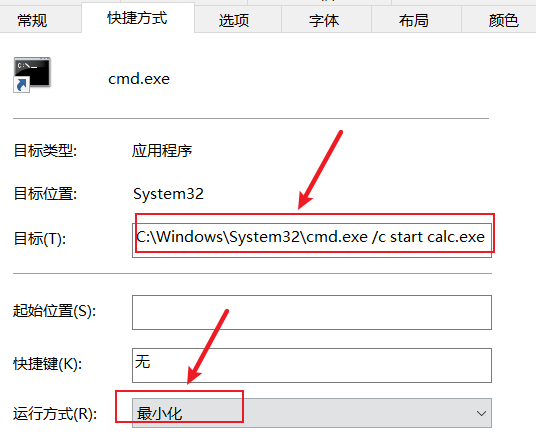 常规 快捷方式 选项 字体 布局 颜色
cmd.exe
目标类型: 应用程序
目标位置: System32
目标(T): C:\Windows\System32\cmd.exe /c start calc.exe
起始位置(S):
快捷键(K): 无
运行方式(R): 最小化